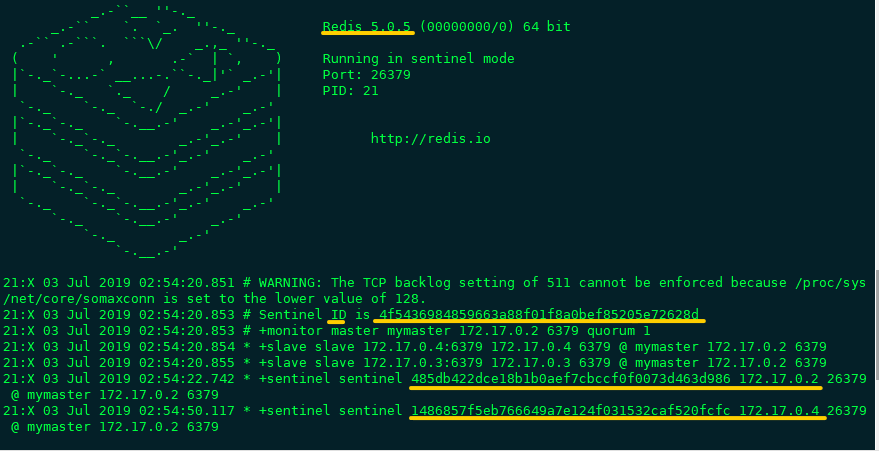 Redis 5.0.5 (00000000/0) 64 bit
Running in sentinel mode
Port: 26379
PID: 21
http://redis.io
21:X 03 Jul 2019 02:54:20.851 # WARNING: The TCP backlog setting of 511 cannot be enforced because /proc/sys
/net/core/somaxconn is set to the lower value of 128.
21:X 03 Jul 2019 02:54:20.853 # Sentinel ID is 4f5436984859663a88f01f8a0bef85205e72628d
21:X 03 Jul 2019 02:54:20.853 # +monitor master mymaster 172.17.0.2 6379 quorum 1
21:X 03 Jul 2019 02:54:20.854 * +slave slave 172.17.0.4:6379 172.17.0.4 6379 @ mymaster 172.17.0.2 6379
21:X 03 Jul 2019 02:54:20.855 * +slave slave 172.17.0.3:6379 172.17.0.3 6379 @ mymaster 172.17.0.2 6379
21:X 03 Jul 2019 02:54:22.742 * +sentinel sentinel 485db422dce18b1b0aef7cbccf0f0073d463d986 172.17.0.2 26379
@ mymaster 172.17.0.2 6379
21:X 03 Jul 2019 02:54:50.117 * +sentinel sentinel 1486857f5eb766649a7e124f031532caf520fcfc 172.17.0.4 26379
@ mymaster 172.17.0.2 6379